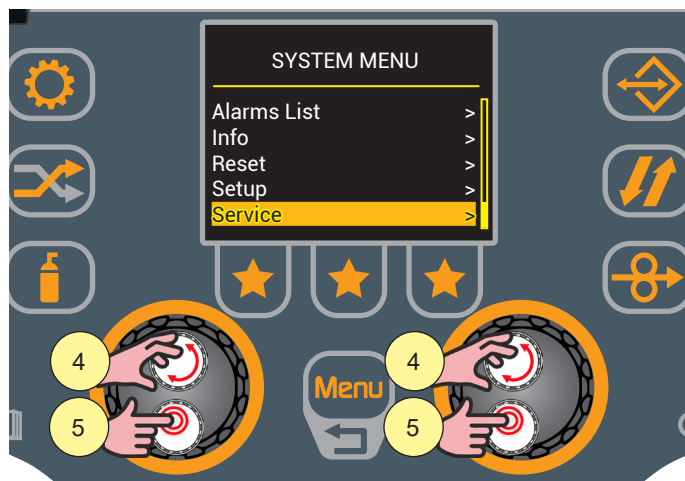 SYSTEM MENU
Alarms List >
Info >
Reset >
Setup >
Service >
4
4
Menu
5
5